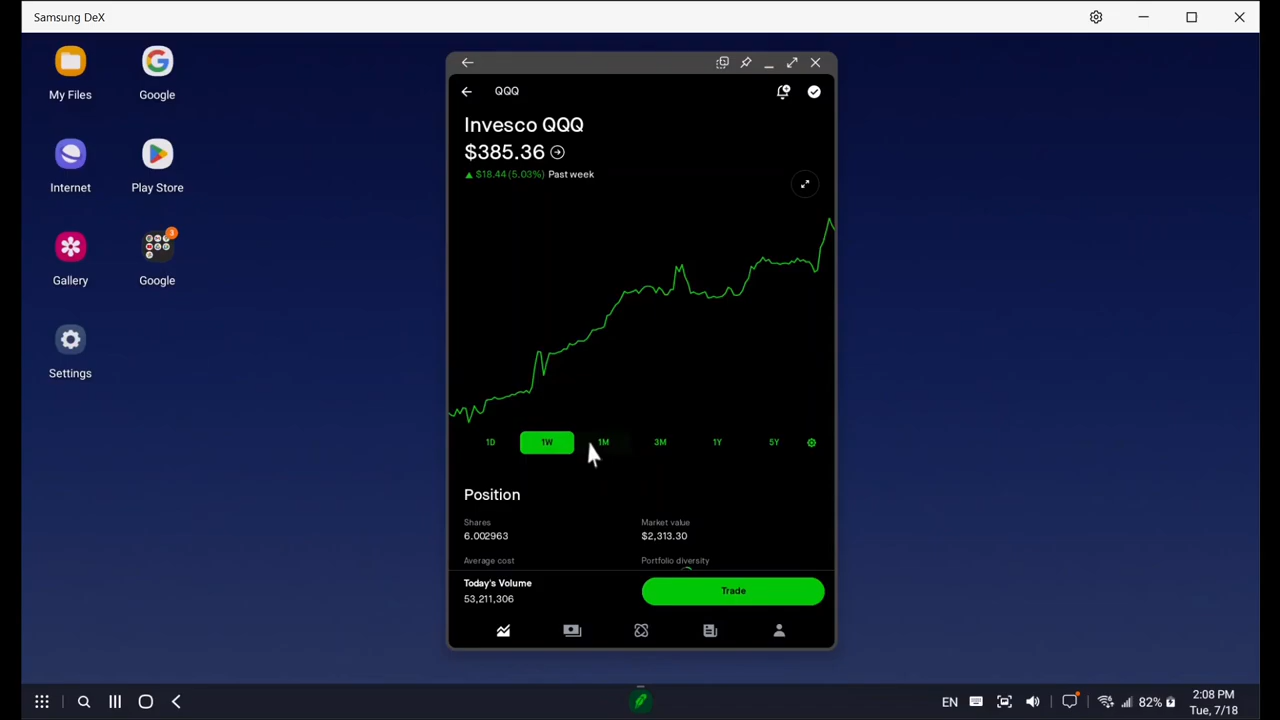 Samsung DeX
My Files
Google
Internet
Play Store
Gallery
3
Google
Settings
QQQ
Invesco QQQ
$385.36
$18.44 (5.03%) Past week
1D 1W 1M 3M 1Y 5Y
Position
Shares
6.002963
Market value
$2,313.30
Average cost
Portfolio diversity
Today's Volume
53,211,306
Trade
EN
82%
2:08 PM
Tue, 7/18